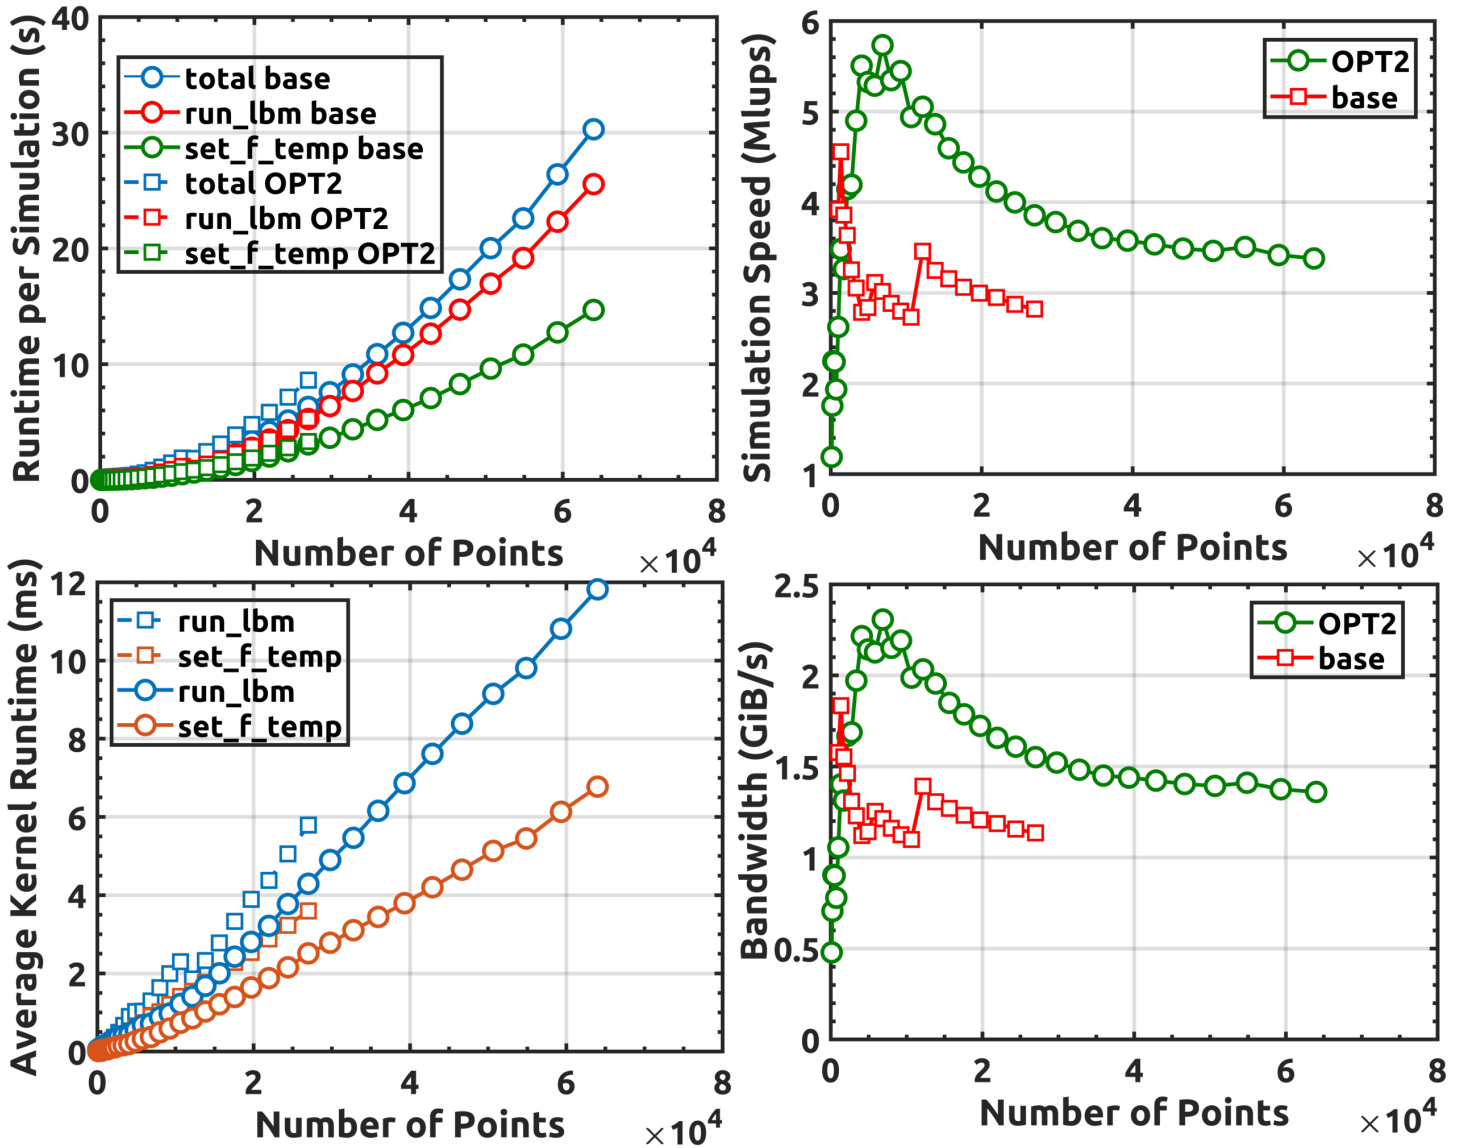 Runtime per Simulation (s)
40
30
20
10
0
total base
run_lbm base
set_f_temp base
total OPT2
run_lbm OPT2
set_f_temp OPT2
0 2 4 6 8
Number of Points
×10^4
Simulation Speed (Mlups)
6
5
4
3
2
1
OPT2
base
0 2 4 6 8
Number of Points
×10^4
Average Kernel Runtime (ms)
12
10
8
6
4
2
0
run_lbm
set_f_temp
run_lbm
set_f_temp
0 2 4 6 8
Number of Points
×10^4
Bandwidth (GiB/s)
2.5
2
1.5
1
0.5
0
OPT2
base
0 2 4 6 8
Number of Points
×10^4